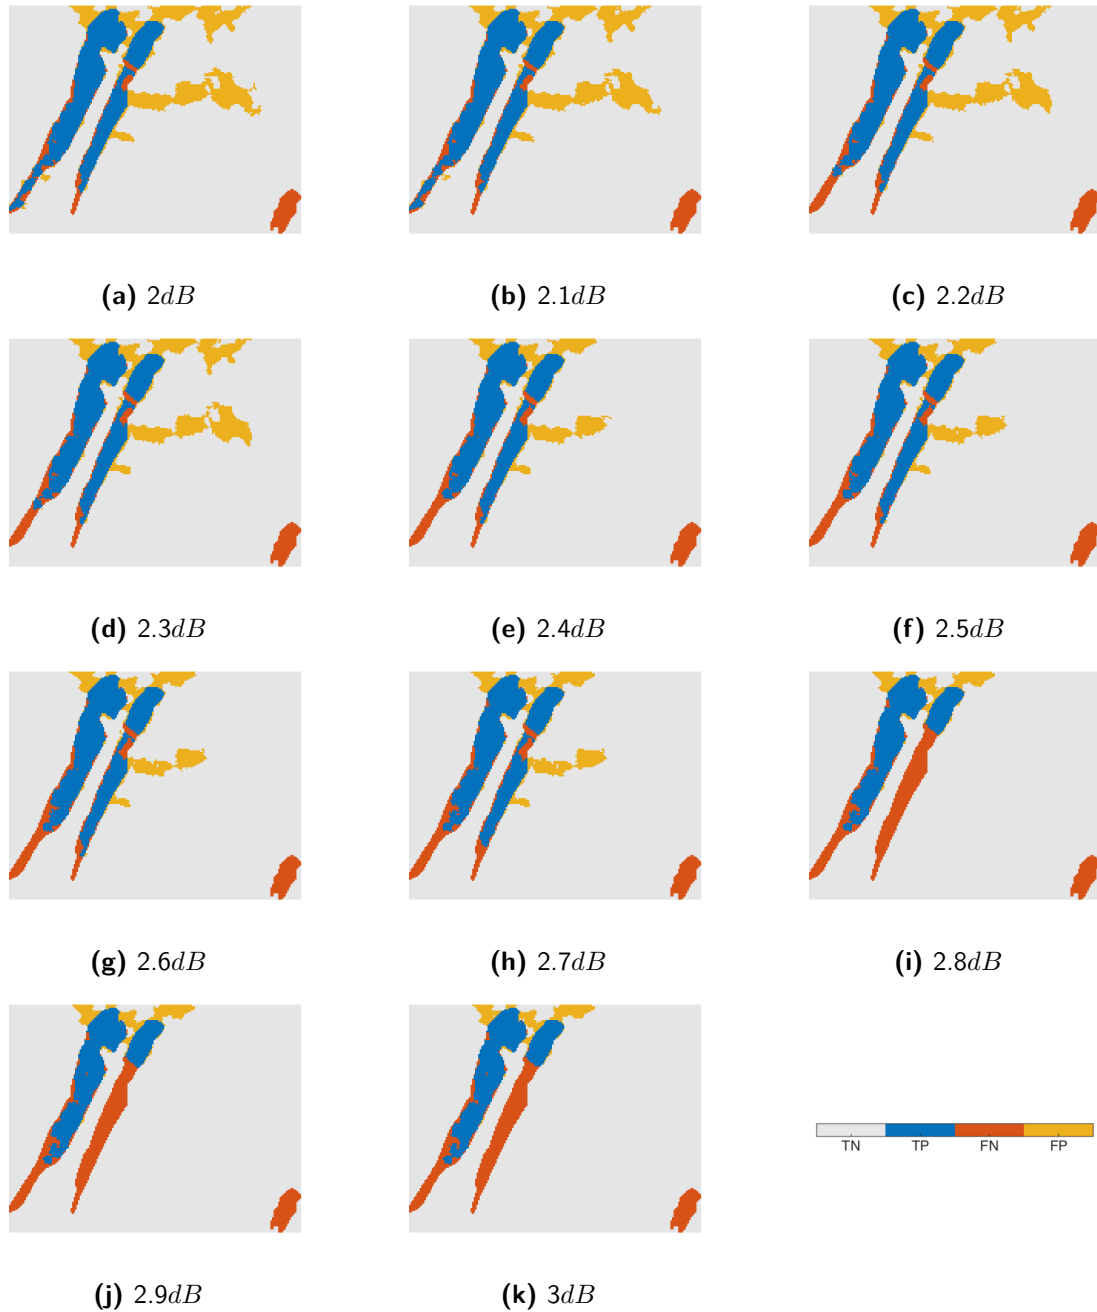 (a) 2dB
(b) 2.1dB
(c) 2.2dB
(d) 2.3dB
(e) 2.4dB
(f) 2.5dB
(g) 2.6dB
(h) 2.7dB
(i) 2.8dB
TN TP FN FP
(j) 2.9dB
(k) 3dB